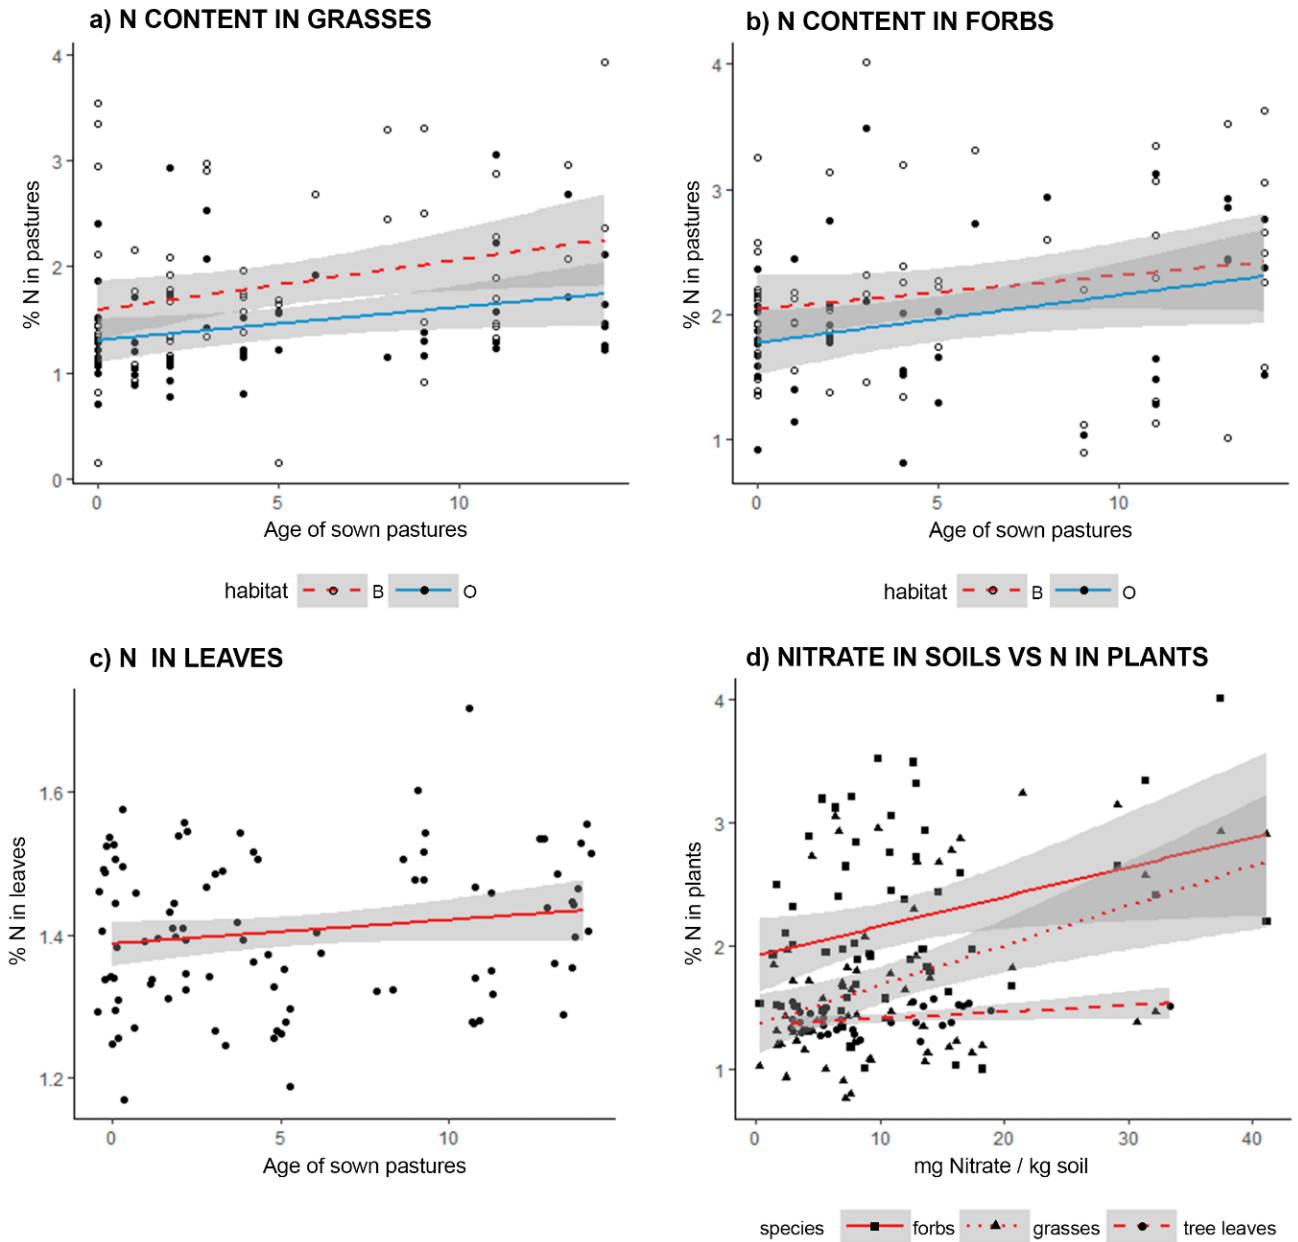 a) N CONTENT IN GRASSES
% N in pastures
4
3
2
1
0
0 5 10
Age of sown pastures
habitat B O
b) N CONTENT IN FORBS
% N in pastures
4
3
2
1
0 5 10
Age of sown pastures
habitat B O
c) N IN LEAVES
% N in leaves
1.6
1.4
1.2
0 5 10
Age of sown pastures
d) NITRATE IN SOILS VS N IN PLANTS
% N in plants
4
3
2
1
0 10 20 30 40
mg Nitrate / kg soil
species forbs grasses tree leaves